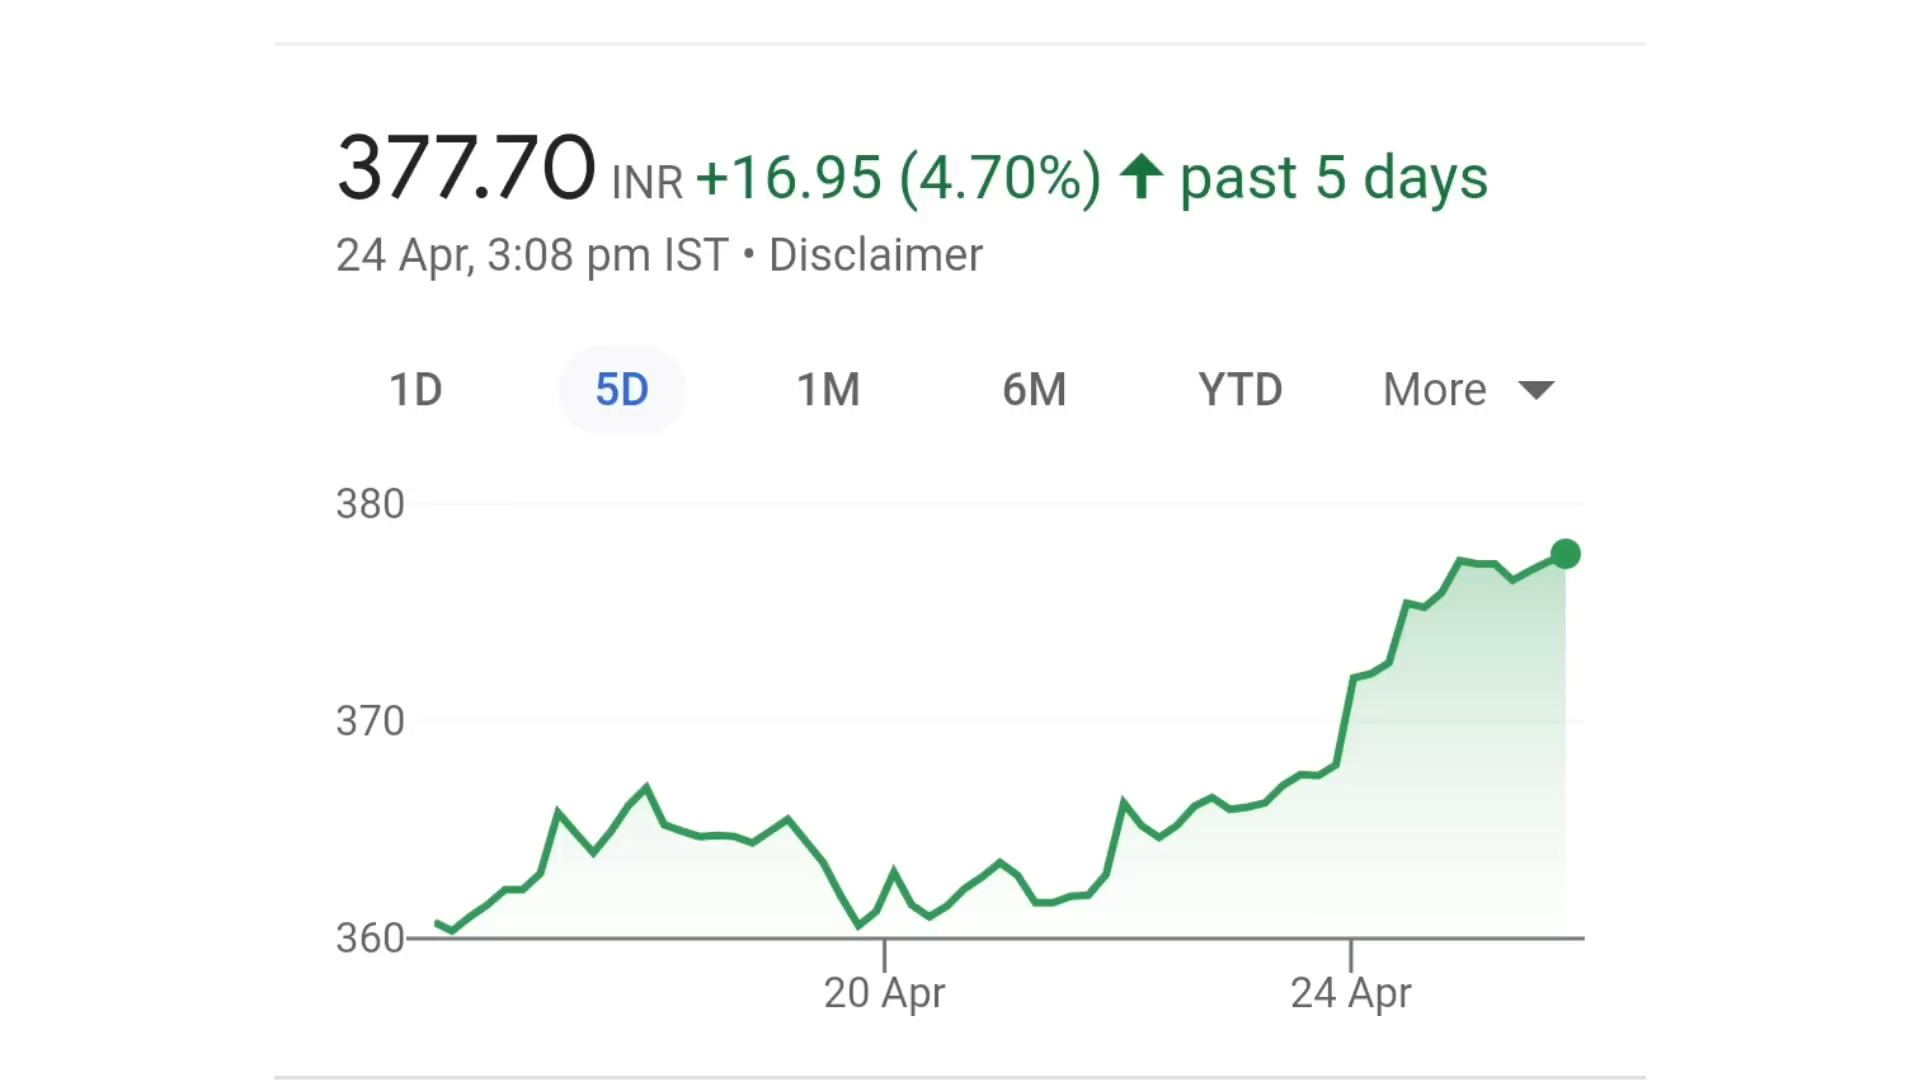 377.70 INR +16.95 (4.70%) ↑ past 5 days
24 Apr, 3:08 pm IST • Disclaimer
1D 5D 1M 6M YTD More
380
370
360
20 Apr 24 Apr